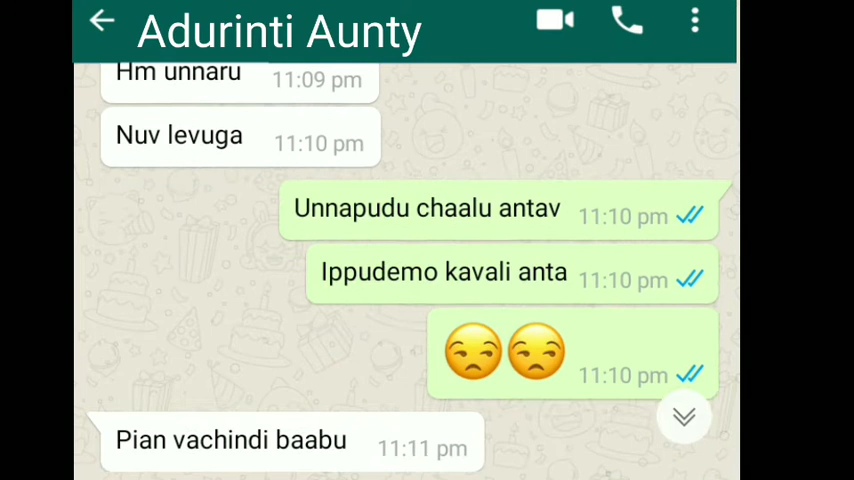 Adurinti Aunty
Hm unnaru 11:09 pm
Nuv levuga 11:10 pm
Unnapudu chaalu antav 11:10 pm
Ippudemo kavali anta 11:10 pm
😒😒 11:10 pm
Pian vachindi baabu 11:11 pm